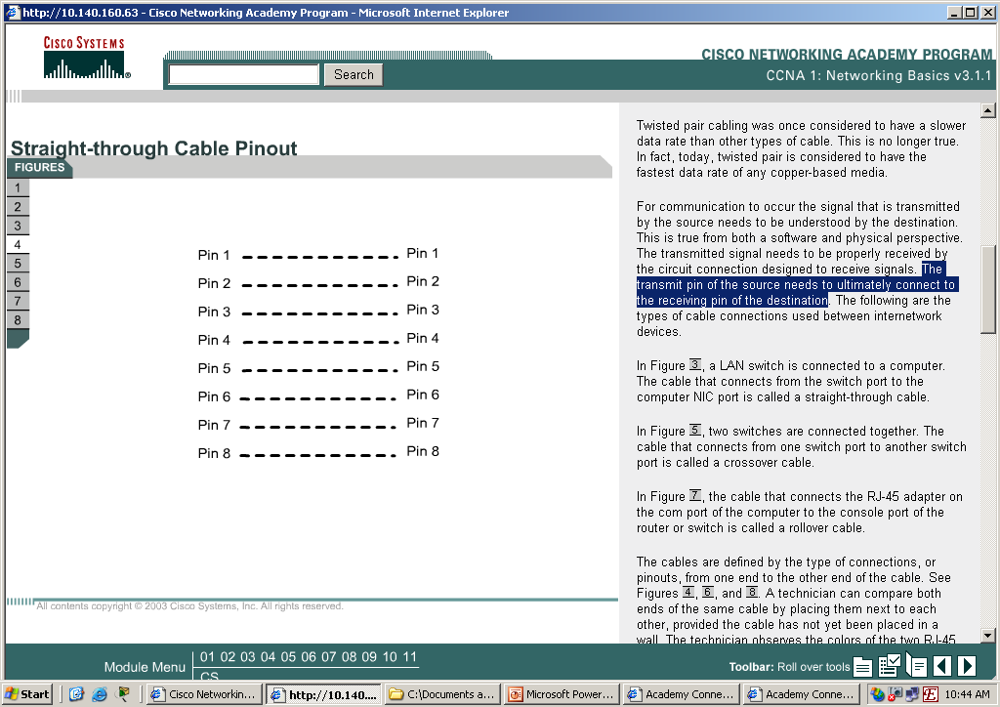 http://10.140.160.63 - Cisco Networking Academy Program - Microsoft Internet Explorer
CISCO SYSTEMS
®
Search
CISCO NETWORKING ACADEMY PROGRAM
CCNA 1: Networking Basics v3.1.1
Straight-through Cable Pinout
FIGURES
1
2
3
4
5
6
7
8
Pin 1 Pin 1
Pin 2 Pin 2
Pin 3 Pin 3
Pin 4 Pin 4
Pin 5 Pin 5
Pin 6 Pin 6
Pin 7 Pin 7
Pin 8 Pin 8
Twisted pair cabling was once considered to have a slower
data rate than other types of cable. This is no longer true.
In fact, today, twisted pair is considered to have the
fastest data rate of any copper-based media.
For communication to occur the signal that is transmitted
by the source needs to be understood by the destination.
This is true from both a software and physical perspective.
The transmitted signal needs to be properly received by
the circuit connection designed to receive signals. The
transmit pin of the source needs to ultimately connect to
the receiving pin of the destination. The following are the
types of cable connections used between internetwork
devices.
In Figure 3, a LAN switch is connected to a computer.
The cable that connects from the switch port to the
computer NIC port is called a straight-through cable.
In Figure 5, two switches are connected together. The
cable that connects from one switch port to another switch
port is called a crossover cable.
In Figure 7, the cable that connects the RJ-45 adapter on
the com port of the computer to the console port of the
router or switch is called a rollover cable.
The cables are defined by the type of connections, or
pinouts, from one end to the other end of the cable. See
Figures 4, 6, and 8. A technician can compare both
ends of the same cable by placing them next to each
other, provided the cable has not yet been placed in a
wall. The technician observes the colors of the two RJ-45
All contents copyright © 2003 Cisco Systems, Inc. All rights reserved.
Module Menu
01 02 03 04 05 06 07 08 09 10 11
CS
Toolbar: Roll over tools
Start
Cisco Networkin...
http://10.140....
C:\Documents a...
Microsoft Power...
Academy Conne...
Academy Conne...
10:44 AM